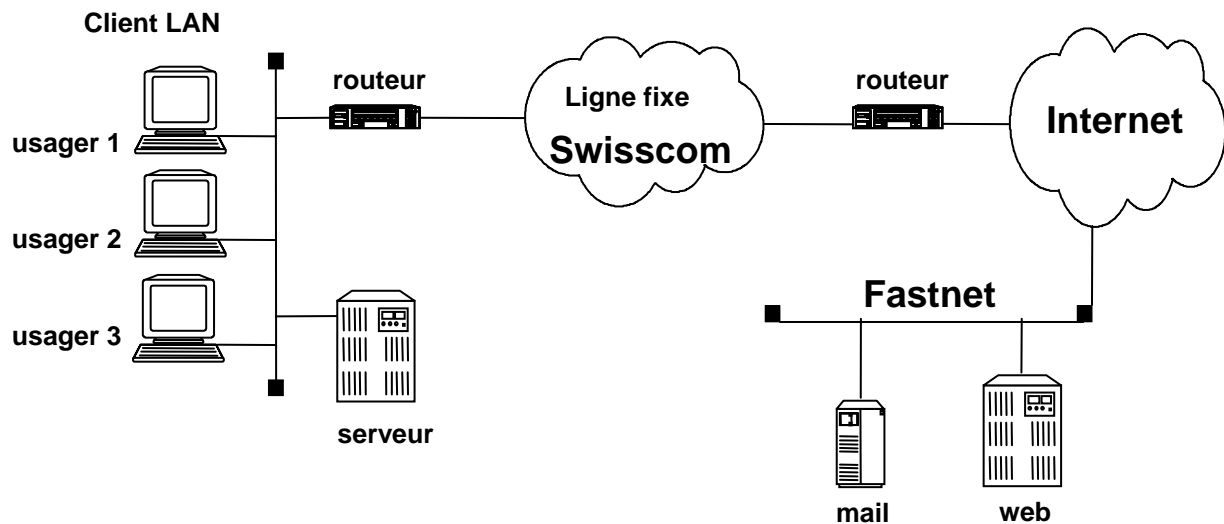 Client LAN
routeur
Ligne fixe
Swisscom
routeur
Internet
usager 1
usager 2
usager 3
serveur
Fastnet
mail
web